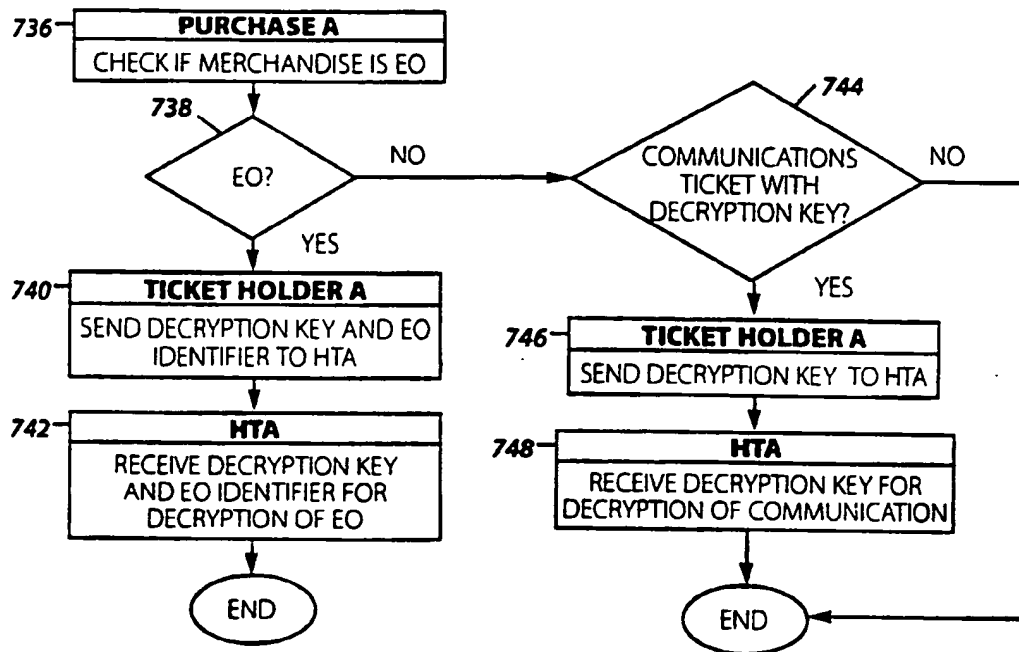 736
PURCHASE A
CHECK IF MERCHANDISE IS EO
738
EO?
NO
YES
740
TICKET HOLDER A
SEND DECRYPTION KEY AND EO
IDENTIFIER TO HTA
742
HTA
RECEIVE DECRYPTION KEY
AND EO IDENTIFIER FOR
DECRYPTION OF EO
END
744
COMMUNICATIONS
TICKET WITH
DECRYPTION KEY?
NO
YES
746
TICKET HOLDER A
SEND DECRYPTION KEY TO HTA
748
HTA
RECEIVE DECRYPTION KEY FOR
DECRYPTION OF COMMUNICATION
END